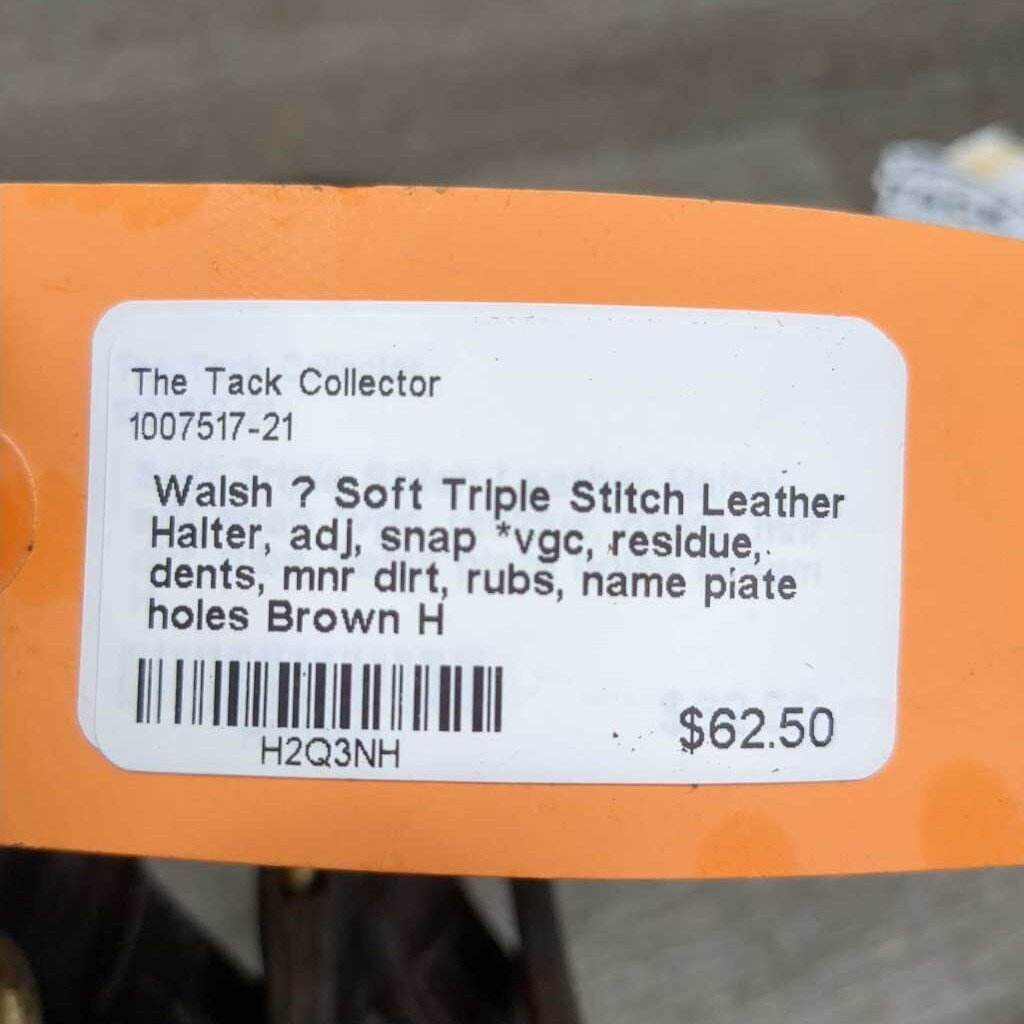 The Tack Collector
1007517-21
Walsh ? Soft Triple Stitch Leather
Halter, adj, snap *vgc, residue,
dents, mnr dirt, rubs, name plate
holes Brown H
H2Q3NH
$62.50